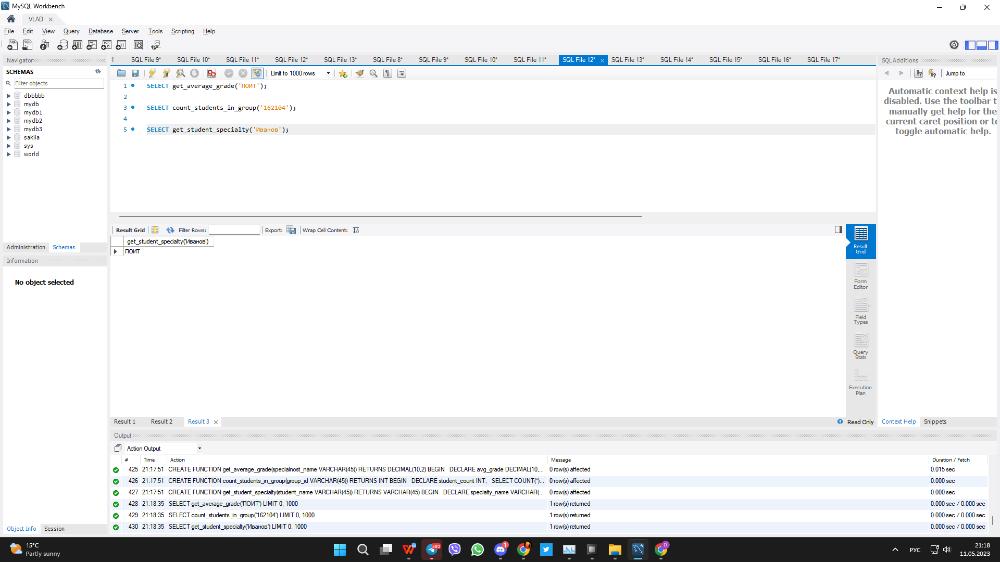 MySQL Workbench
VLAD
File Edit View Query Database Server Tools Scripting Help
Navigator
SCHEMAS
Filter objects
dbbbbb
mydb
mydb1
mydb2
mydb3
sakila
sys
world
Administration Schemas
Information
No object selected
Object Info Session
1 SQL File 9* SQL File 10* SQL File 11* SQL File 12* SQL File 13* SQL File 8* SQL File 9* SQL File 10* SQL File 11* SQL File 12* SQL File 13* SQL File 14* SQL File 15* SQL File 16* SQL File 17*
Limit to 1000 rows
1 SELECT get_average_grade('ПОИТ');
2
3 SELECT count_students_in_group('162104');
4
5 SELECT get_student_specialty('Иванов');
Result Grid Filter Rows: Export: Wrap Cell Content:
get_student_specialty('Иванов')
ПОИТ
Result Grid
Form Editor
Field Types
Query Stats
Execution Plan
Result 1 Result 2 Result 3
Read Only
SQLAdditions
Jump to
Automatic context help is
disabled. Use the toolbar t
manually get help for the
current caret position or to
toggle automatic help.
Context Help Snippets
Output
Action Output
# Time Action Message Duration / Fetch
425 21:17:51 CREATE FUNCTION get_average_grade(specialnost_name VARCHAR(45)) RETURNS DECIMAL(10,2) BEGIN DECLARE avg_grade DECIMAL(10,... 0 row(s) affected 0.015 sec
426 21:17:51 CREATE FUNCTION count_students_in_group(group_id VARCHAR(45)) RETURNS INT BEGIN DECLARE student_count INT; SELECT COUNT(*)... 0 row(s) affected 0.000 sec
427 21:17:51 CREATE FUNCTION get_student_specialty(student_name VARCHAR(45)) RETURNS VARCHAR(45) BEGIN DECLARE specialty_name VARCHAR(... 0 row(s) affected 0.000 sec
428 21:18:35 SELECT get_average_grade('ПОИТ') LIMIT 0, 1000 1 row(s) returned 0.000 sec / 0.000 sec
429 21:18:35 SELECT count_students_in_group('162104') LIMIT 0, 1000 1 row(s) returned 0.000 sec / 0.000 sec
430 21:18:35 SELECT get_student_specialty('Иванов') LIMIT 0, 1000 1 row(s) returned 0.000 sec / 0.000 sec
15°C
Partly sunny
380
1
D
РУС
21:18
11.05.2023